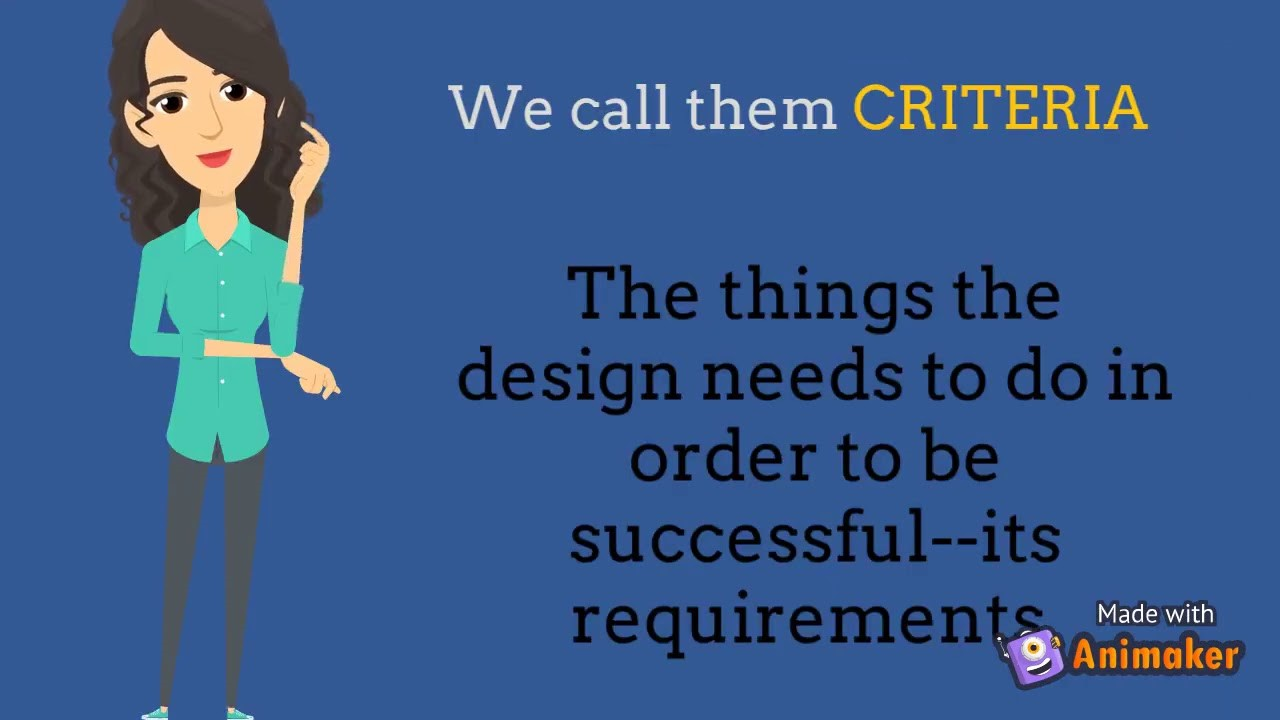 We call them CRITERIA
The things the
design needs to do in
order to be
successful--its
requirements
Made with
Animaker